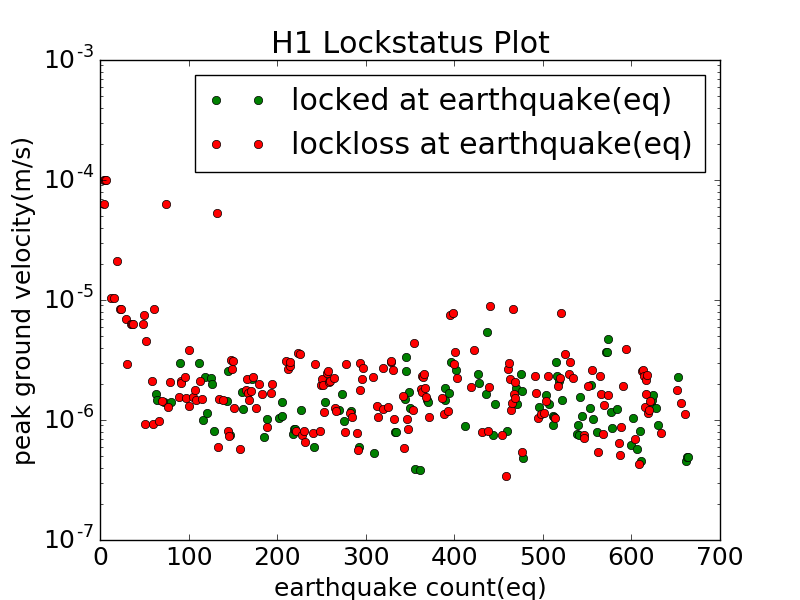 H1 Lockstatus Plot
locked at earthquake(eq)
lockloss at earthquake(eq)
peak ground velocity(m/s)
10^-3
10^-4
10^-5
10^-6
10^-7
0 100 200 300 400 500 600 700
earthquake count(eq)